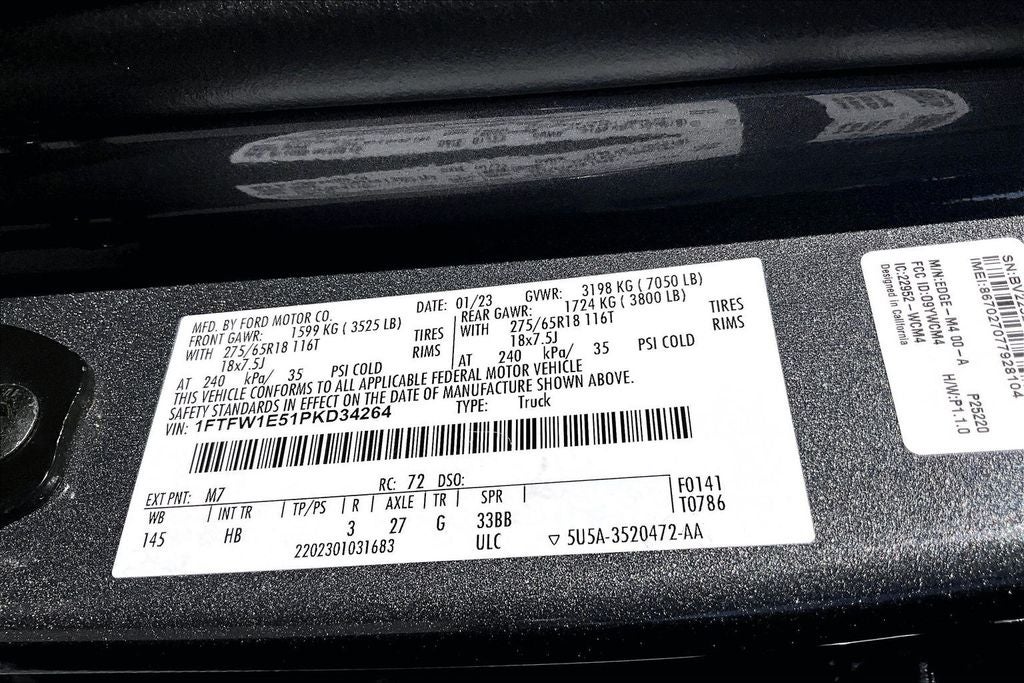 MFD. BY FORD MOTOR CO.
DATE: 01/23
GVWR: 3198 KG ( 7050 LB)
FRONT GAWR: 1599 KG ( 3525 LB)
WITH 275/65R18 116T TIRES
18x7.5J RIMS
AT 240 kPa/ 35 PSI COLD
REAR GAWR: 1724 KG ( 3800 LB)
WITH 275/65R18 116T TIRES
18x7.5J RIMS
AT 240 kPa/ 35 PSI COLD
THIS VEHICLE CONFORMS TO ALL APPLICABLE FEDERAL MOTOR VEHICLE
SAFETY STANDARDS IN EFFECT ON THE DATE OF MANUFACTURE SHOWN ABOVE.
VIN: 1FTFW1E51PKD34264 TYPE: Truck
EXT PNT: M7 RC: 72 DSO: F0141
WB INT TR TP/PS R AXLE TR SPR T0786
145 HB 3 27 G 33BB
2202301031683 ULC ▽ 5U5A-3520472-AA
IMEI:867027077928104
P25220
MIN:EDGE-M4 00-A H/W:P1.1.0
FCC ID:09YWCM4
IC:22952-WCM4
Designed in California